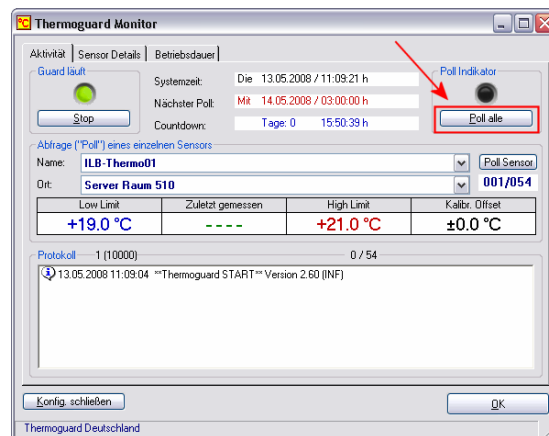 °C Thermoguard Monitor
Aktivität Sensor Details Betriebsdauer
Guard läuft
Stop
Systemzeit: Die 13.05.2008 / 11:09:21 h
Nächster Poll: Mit 14.05.2008 / 03:00:00 h
Countdown: Tage: 0 15:50:39 h
Poll Indikator
Poll alle
Abfrage ("Poll") eines einzelnen Sensors
Name: ILB-Thermo01 Poll Sensor
Ort: Server Raum 510 001/054
Low Limit Zuletzt gemessen High Limit Kalibr. Offset
+19.0 °C ---- +21.0 °C ±0.0 °C
Protokoll 1 (10000) 0 / 54
13.05.2008 11:09:04 **Thermoguard START** Version 2.60 (INF)
Konfig. schließen OK
Thermoguard Deutschland